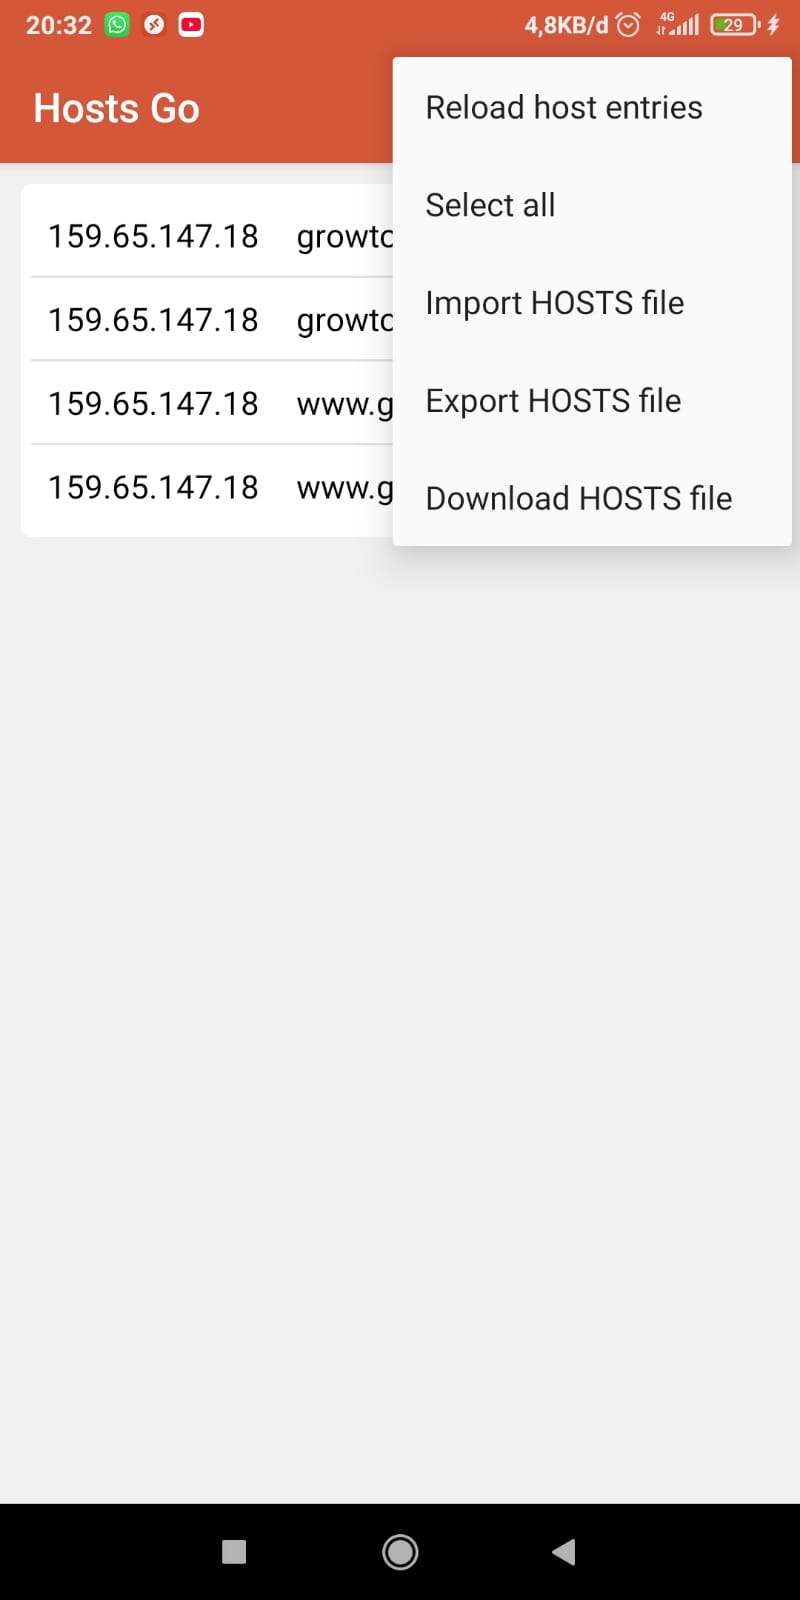 20:32 4,8KB/d 4G 29
Hosts Go
Reload host entries
Select all
Import HOSTS file
Export HOSTS file
Download HOSTS file
159.65.147.18 growtc
159.65.147.18 growtc
159.65.147.18 www.g
159.65.147.18 www.g